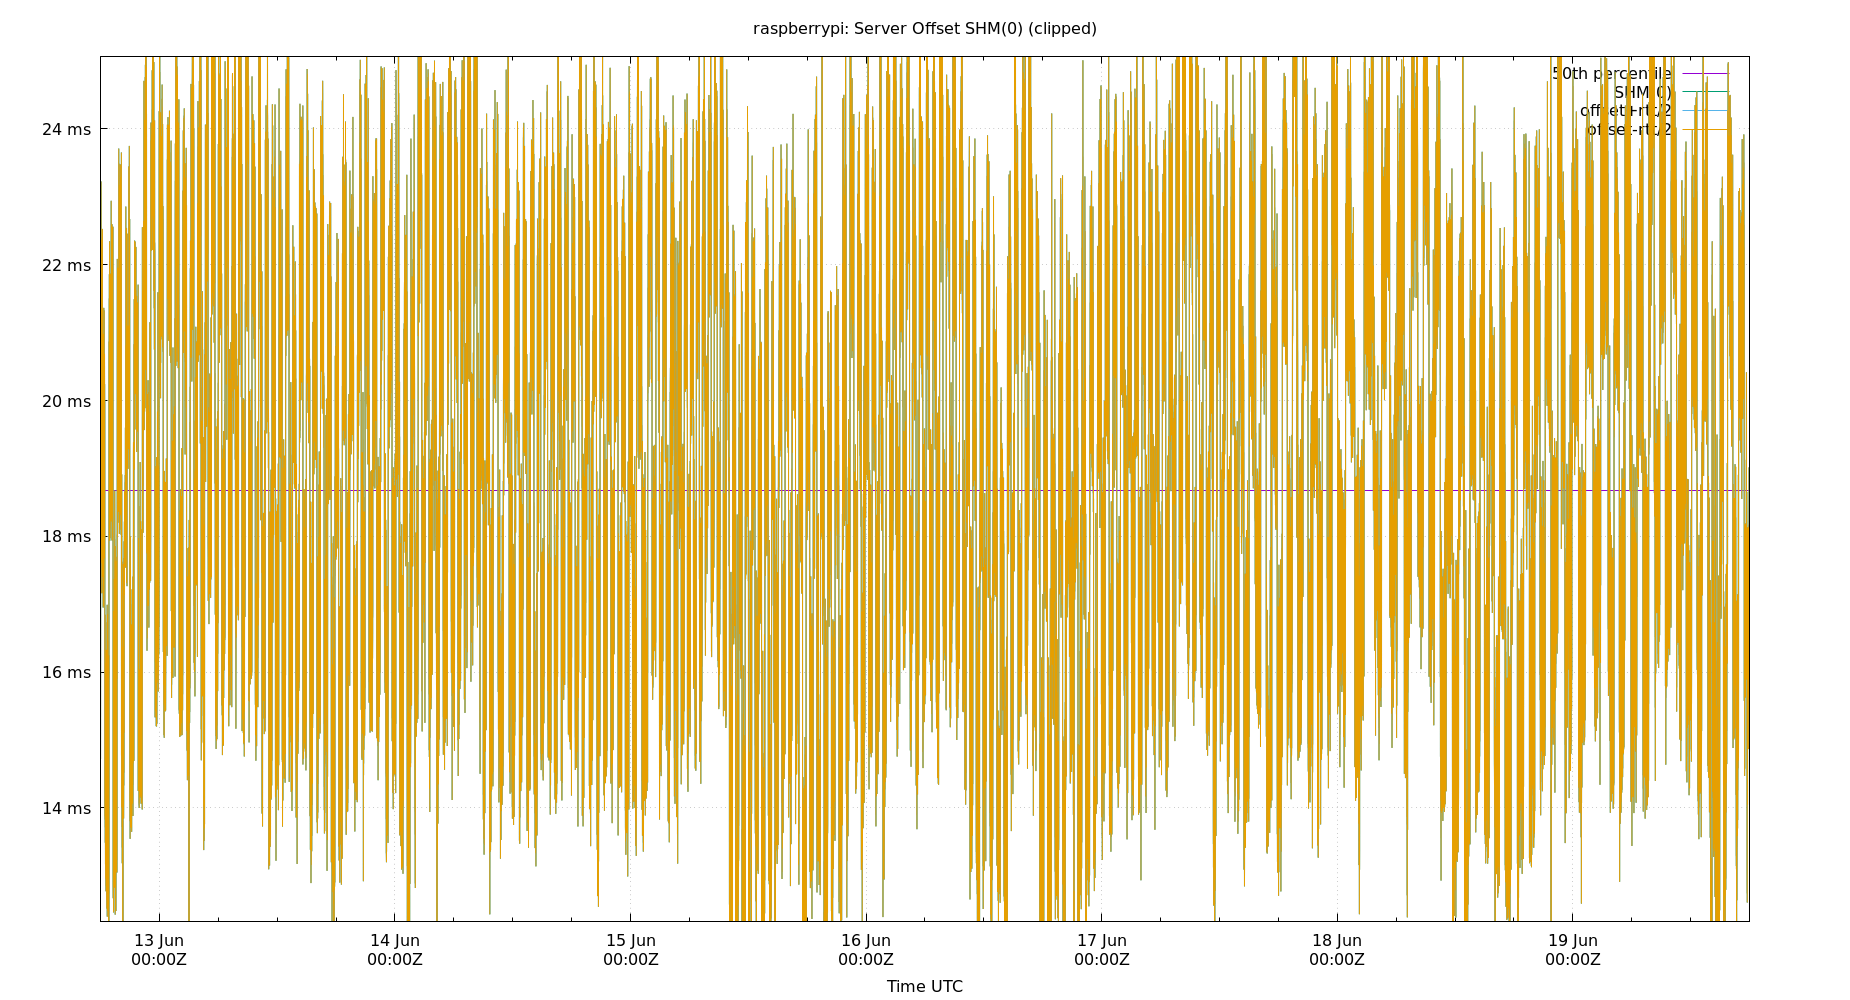 raspberrypi: Server Offset SHM(0) (clipped)
50th percentile
SHM(0)
offset+rtt/2
offset-rtt/2
24 ms
22 ms
20 ms
18 ms
16 ms
14 ms
13 Jun 14 Jun 15 Jun 16 Jun 17 Jun 18 Jun 19 Jun
00:00Z 00:00Z 00:00Z 00:00Z 00:00Z 00:00Z 00:00Z
Time UTC